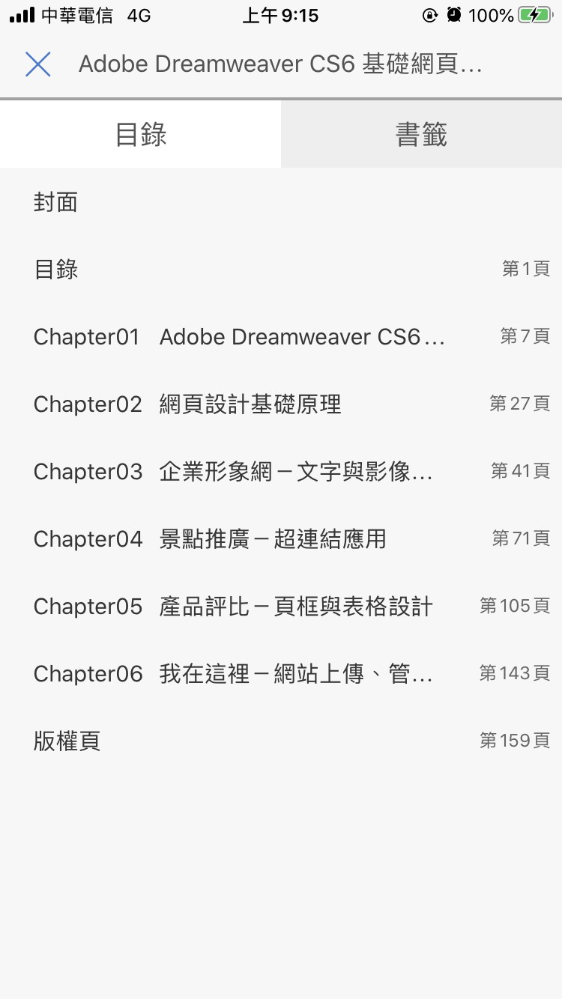 中華電信 4G 上午9:15 100%
Adobe Dreamweaver CS6 基礎網頁...
目錄 書籤
封面
目錄 第1頁
Chapter01 Adobe Dreamweaver CS6... 第7頁
Chapter02 網頁設計基礎原理 第27頁
Chapter03 企業形象網－文字與影像... 第41頁
Chapter04 景點推廣－超連結應用 第71頁
Chapter05 產品評比－頁框與表格設計 第105頁
Chapter06 我在這裡－網站上傳、管... 第143頁
版權頁 第159頁